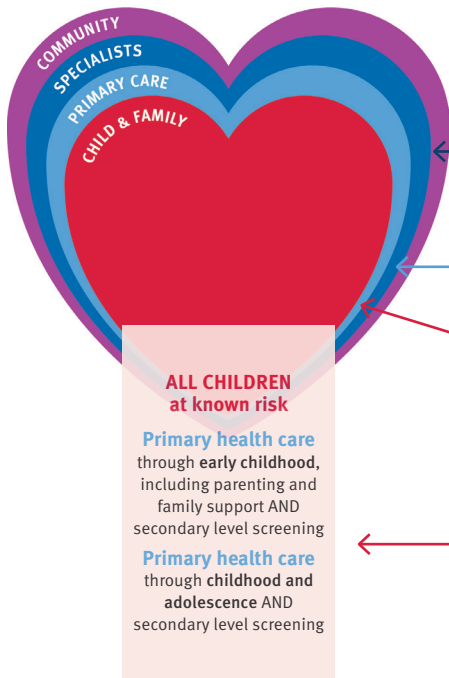 COMMUNITY
SPECIALISTS
PRIMARY CARE
CHILD & FAMILY
ALL CHILDREN
at known risk
Primary health care
through early childhood,
including parenting and
family support AND
secondary level screening
Primary health care
through childhood and
adolescence AND
secondary level screening